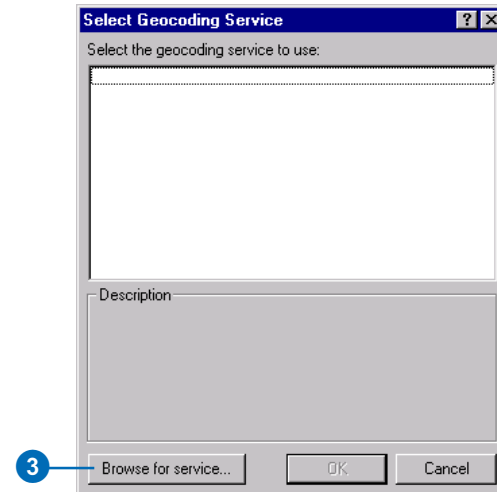 Select Geocoding Service
Select the geocoding service to use:
Description
3
Browse for service...
OK
Cancel